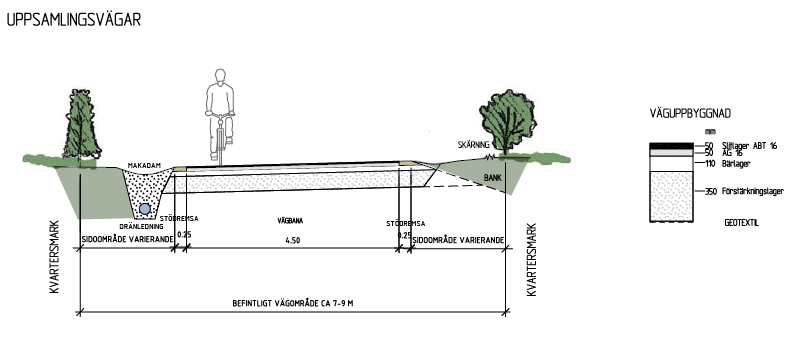 UPPSAMLINGSVÄGAR
VÄGUPPBYGGNAD
50 Slitlager ABT 16
50 AG 16
110 Bärlager
350 Förstärkningslager
GEOTEXTIL
SKÄRNING
MAKADAM
BANK
DRÄNLEDNING
STÖDREMSA
VÄGBANA
STÖDREMSA
0.25
4.50
0.25
SIDOOMRÅDE VARIERANDE
SIDOOMRÅDE VARIERANDE
KVARTERSMARK
KVARTERSMARK
BEFINTLIGT VÄGOMRÅDE CA 7-9 M